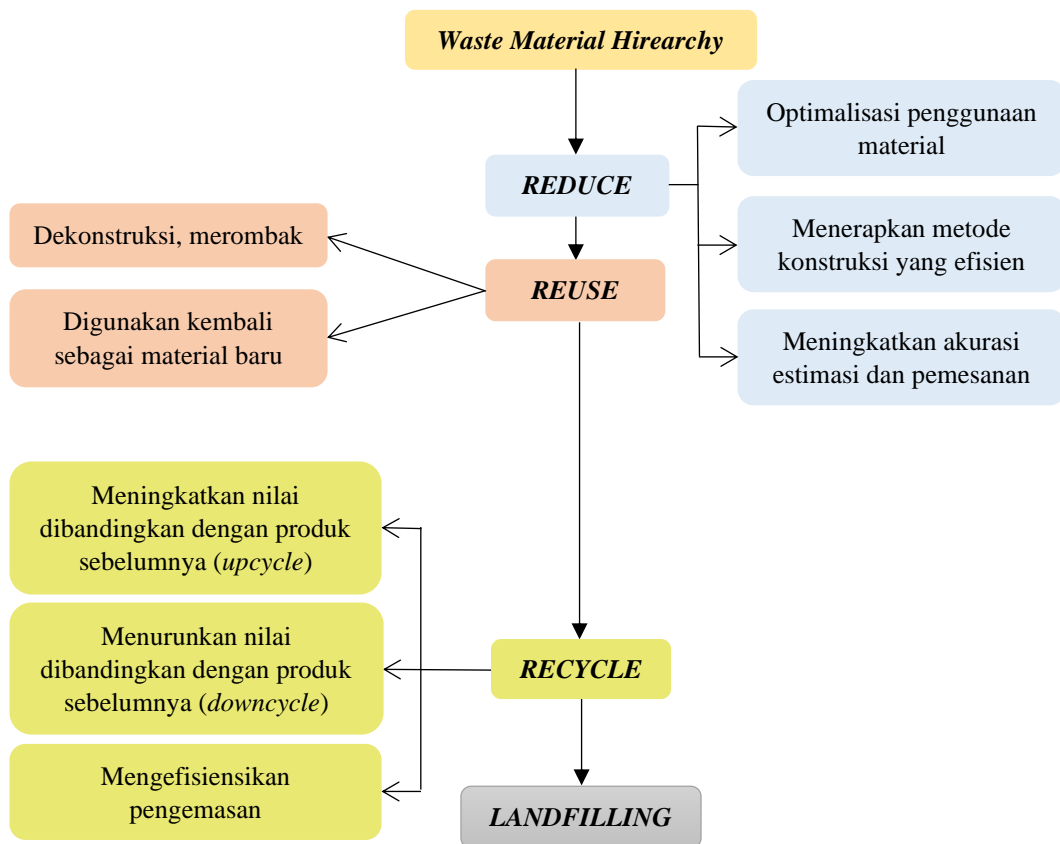 Waste Material Hirearchy
Optimalisasi penggunaan
material
REDUCE
Menerapkan metode
konstruksi yang efisien
Meningkatkan akurasi
estimasi dan pemesanan
Dekonstruksi, merombak
REUSE
Digunakan kembali
sebagai material baru
Meningkatkan nilai
dibandingkan dengan produk
sebelumnya (upcycle)
Menurunkan nilai
dibandingkan dengan produk
sebelumnya (downcycle)
RECYCLE
Mengefisiensikan
pengemasan
LANDFILLING